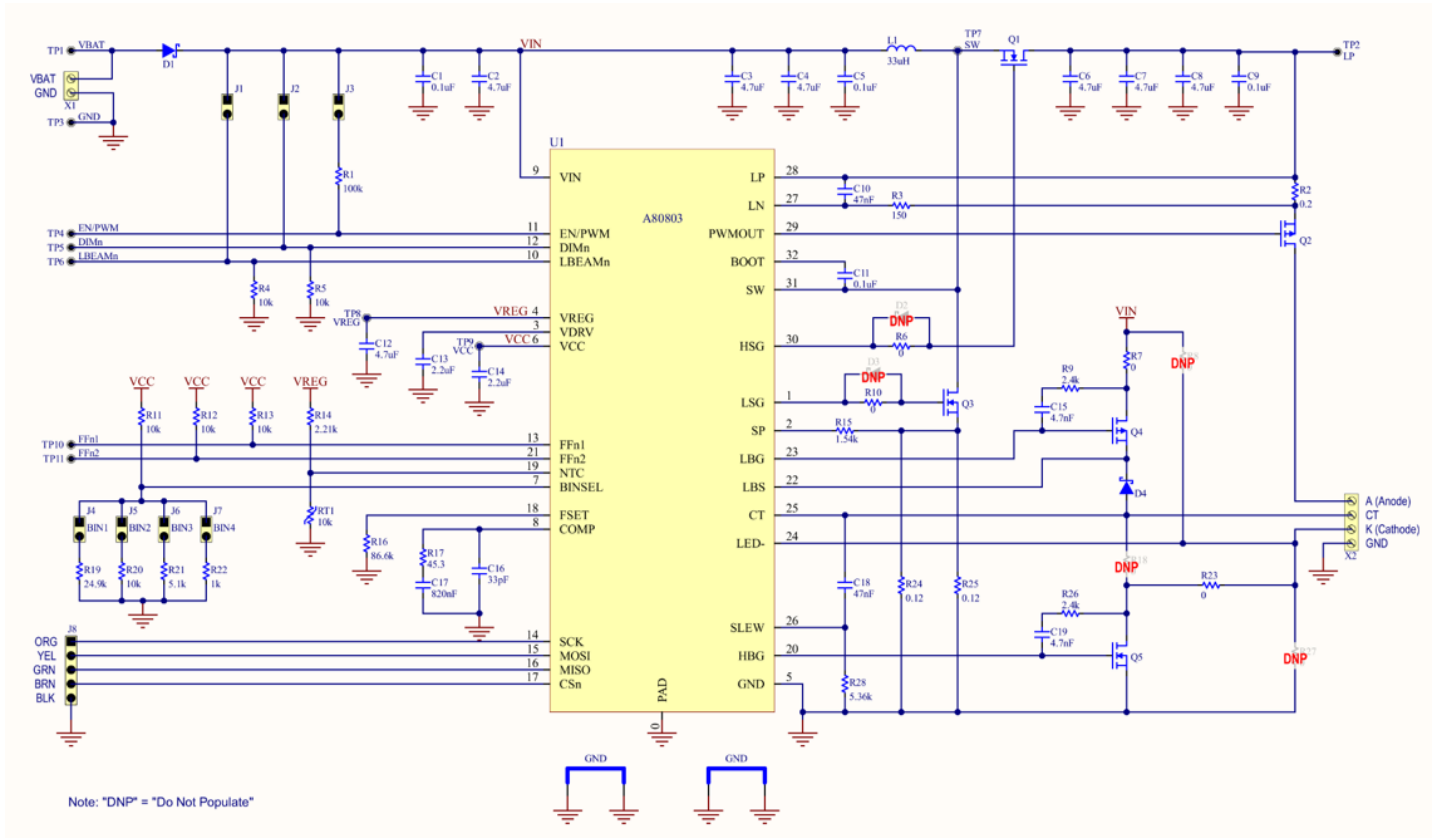 TP1 VBAT
D1
VIN
L1
33uH
TP7
SW
Q1
TP2
LP
VBAT
GND
X1
TP3 GND
J1
J2
J3
C1
0.1uF
C2
4.7uF
C3
4.7uF
C4
4.7uF
C5
0.1uF
C6
4.7uF
C7
4.7uF
C8
4.7uF
C9
0.1uF
R1
100k
U1
A80803
9 VIN
11 EN/PWM
12 DIMn
10 LBEAMn
VREG 4 VREG
3 VDRV
VCC 6 VCC
13 FFn1
21 FFn2
19 NTC
7 BINSEL
18 FSET
8 COMP
14 SCK
15 MOSI
16 MISO
17 CSn
PAD
0
LP 28
LN 27
PWMOUT 29
BOOT 32
SW 31
HSG 30
LSG 1
SP 2
LBG 23
LBS 22
CT 25
LED- 24
SLEW 26
HBG 20
GND 5
TP4 EN/PWM
TP5 DIMn
TP6 LBEAMn
R4
10k
R5
10k
TP8
VREG
C12
4.7uF
C13
2.2uF
TP9
VCC
C14
2.2uF
VCC
VCC
VCC
VREG
R11
10k
R12
10k
R13
10k
R14
2.21k
TP10 FFn1
TP11 FFn2
J4
BIN1
J5
BIN2
J6
BIN3
J7
BIN4
R19
24.9k
R20
10k
R21
5.1k
R22
1k
RT1
10k
R16
86.6k
R17
45.3
C17
820nF
C16
33pF
J8
ORG
YEL
GRN
BRN
BLK
C10
47nF
R3
150
R2
0.2
Q2
C11
0.1uF
D2
DNP
R6
0
D3
DNP
R10
0
Q3
R15
1.54k
VIN
R7
0
DNP
R9
2.4k
C15
4.7nF
Q4
D4
A (Anode)
CT
K (Cathode)
GND
X2
DNP
R23
0
C18
47nF
R24
0.12
R25
0.12
R26
2.4k
C19
4.7nF
Q5
DNP
R28
5.36k
GND
GND
Note: "DNP" = "Do Not Populate"